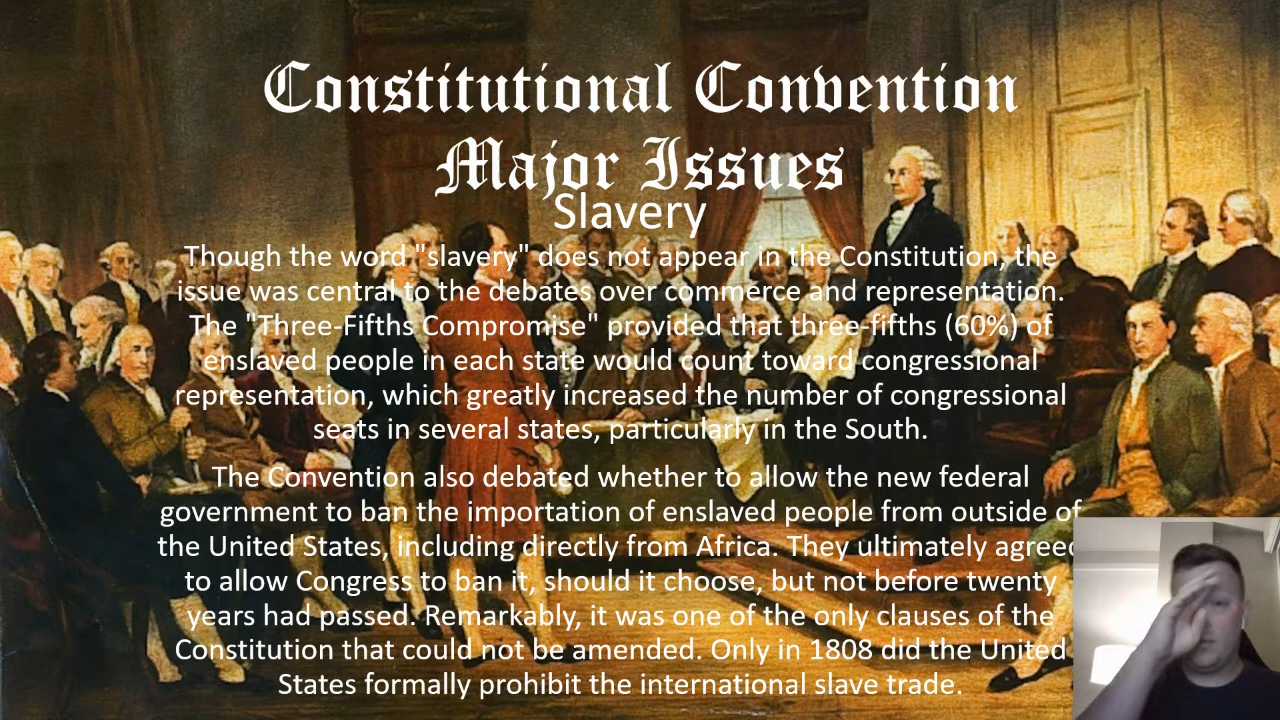 Constitutional Convention
Major Issues
Slavery
Though the word "slavery" does not appear in the Constitution, the
issue was central to the debates over commerce and representation.
The "Three-Fifths Compromise" provided that three-fifths (60%) of
enslaved people in each state would count toward congressional
representation, which greatly increased the number of congressional
seats in several states, particularly in the South.
The Convention also debated whether to allow the new federal
government to ban the importation of enslaved people from outside of
the United States, including directly from Africa. They ultimately agreed
to allow Congress to ban it, should it choose, but not before twenty
years had passed. Remarkably, it was one of the only clauses of the
Constitution that could not be amended. Only in 1808 did the United
States formally prohibit the international slave trade.